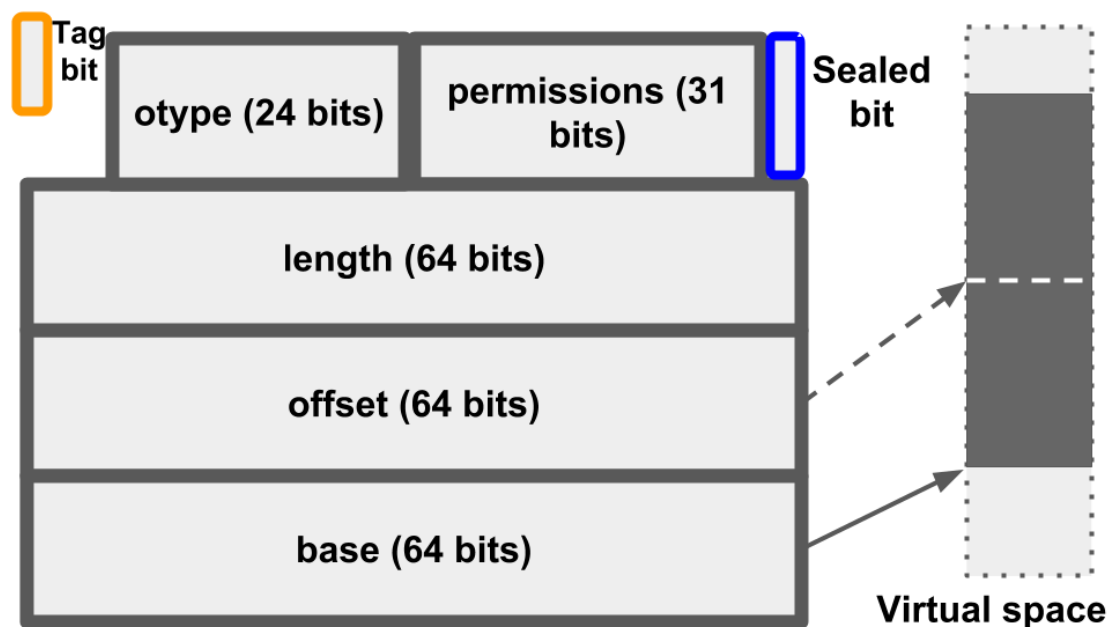 Tag
bit
otype (24 bits)
permissions (31
bits)
Sealed
bit
length (64 bits)
offset (64 bits)
base (64 bits)
Virtual space